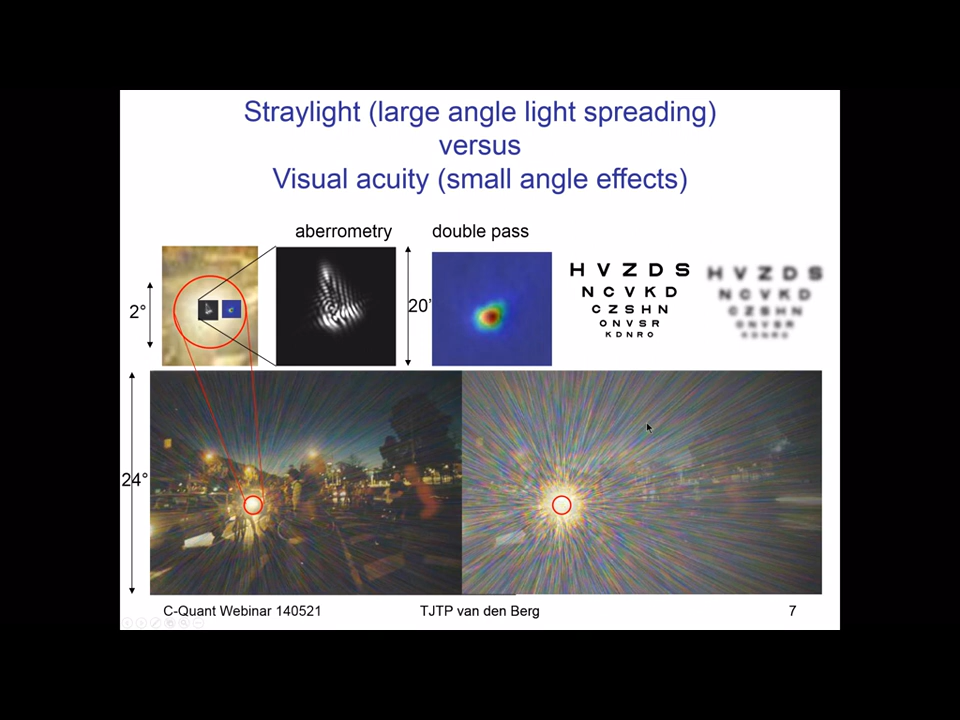 Straylight (large angle light spreading)
versus
Visual acuity (small angle effects)
aberrometry
double pass
2°
20’
H V Z D S
N C V K D
C Z S H N
O N V S R
K D N R O
H V Z D S
N C V K D
C Z S H N
O N V S R
K D N R O
24°
C-Quant Webinar 140521
TJTP van den Berg
7